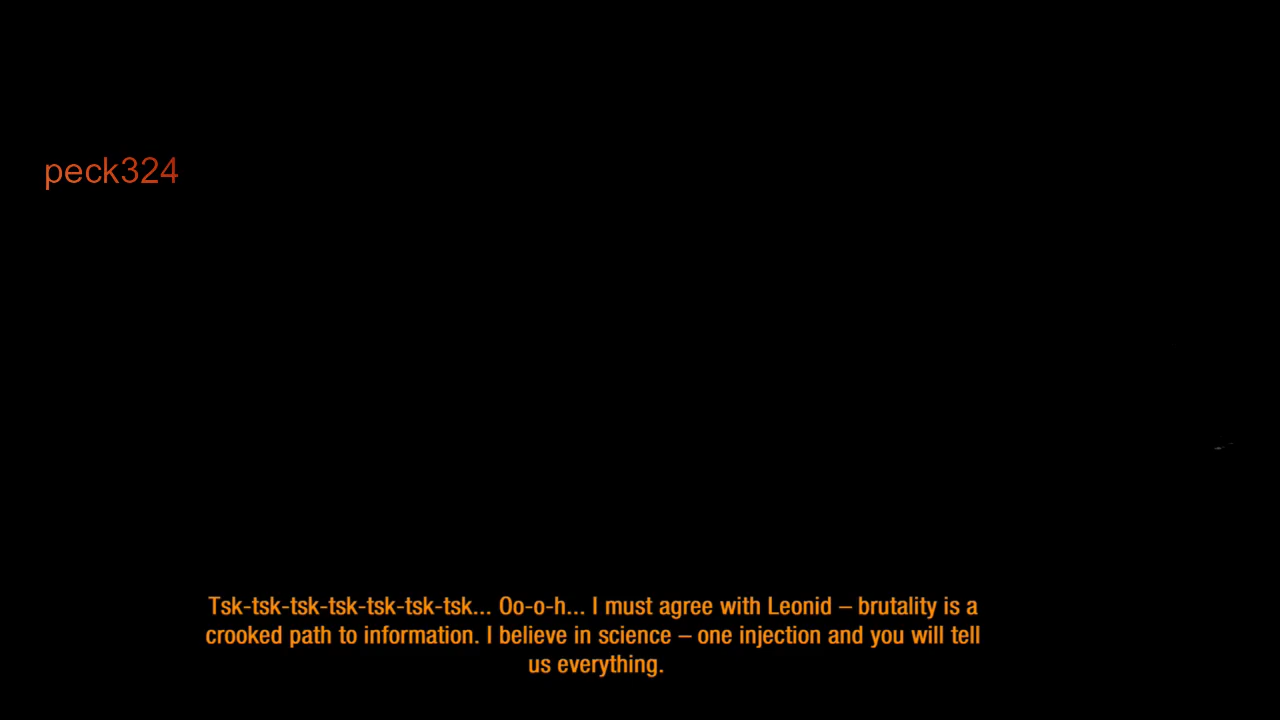 peck324
Tsk-tsk-tsk-tsk-tsk-tsk-tsk... Oo-o-h... I must agree with Leonid – brutality is a
crooked path to information. I believe in science – one injection and you will tell
us everything.